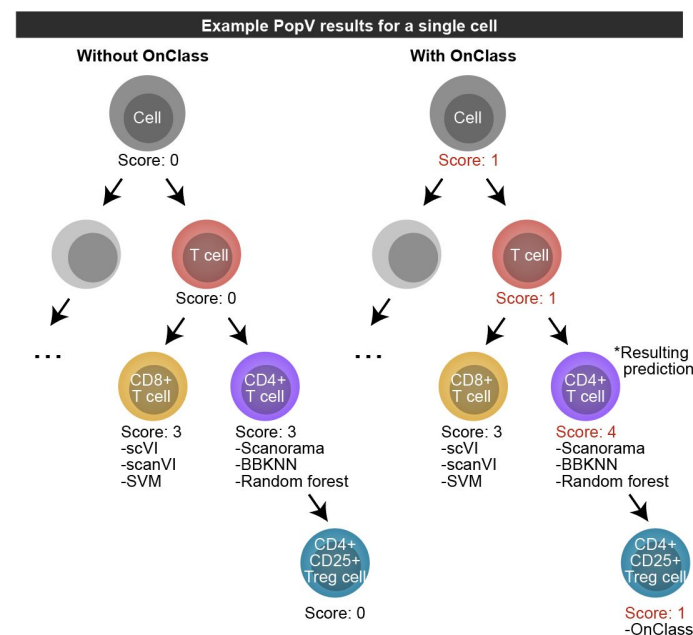 Example PopV results for a single cell
Without OnClass
Cell
Score: 0
T cell
Score: 0
...
CD8+
T cell
Score: 3
-scVI
-scanVI
-SVM
CD4+
T cell
Score: 3
-Scanorama
-BBKNN
-Random forest
CD4+
CD25+
Treg cell
Score: 0
With OnClass
Cell
Score: 1
T cell
Score: 1
...
CD8+
T cell
Score: 3
-scVI
-scanVI
-SVM
CD4+
T cell
*Resulting
prediction
Score: 4
-Scanorama
-BBKNN
-Random forest
CD4+
CD25+
Treg cell
Score: 1
-OnClass